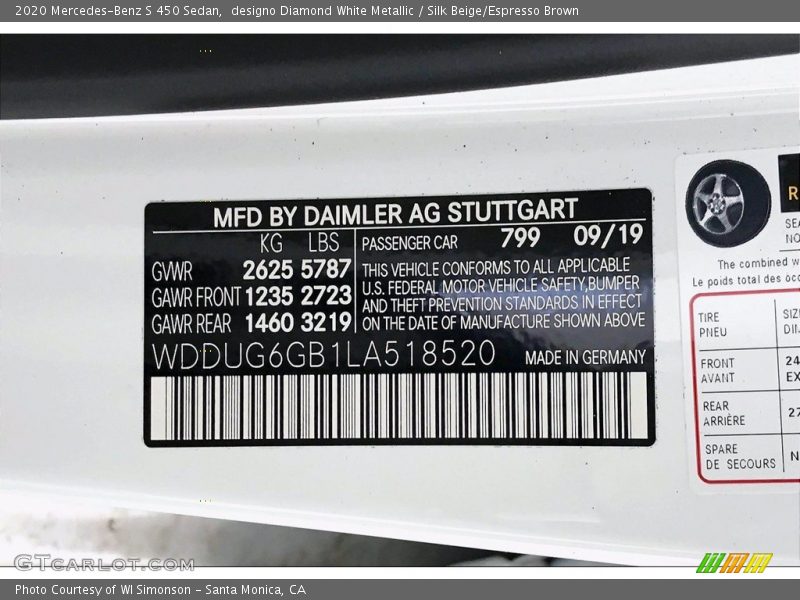 2020 Mercedes-Benz S 450 Sedan, designo Diamond White Metallic / Silk Beige/Espresso Brown
MFD BY DAIMLER AG STUTTGART
KG LBS
GVWR 2625 5787
GAWR FRONT 1235 2723
GAWR REAR 1460 3219
PASSENGER CAR 799 09/19
THIS VEHICLE CONFORMS TO ALL APPLICABLE
U.S. FEDERAL MOTOR VEHICLE SAFETY,BUMPER
AND THEFT PREVENTION STANDARDS IN EFFECT
ON THE DATE OF MANUFACTURE SHOWN ABOVE
WDDUG6GB1LA518520 MADE IN GERMANY
The combined
Le poids total des
TIRE
PNEU
FRONT
AVANT
REAR
ARRIÈRE
SPARE
DE SECOURS
GTCARLOT.COM
Photo Courtesy of WI Simonson - Santa Monica, CA